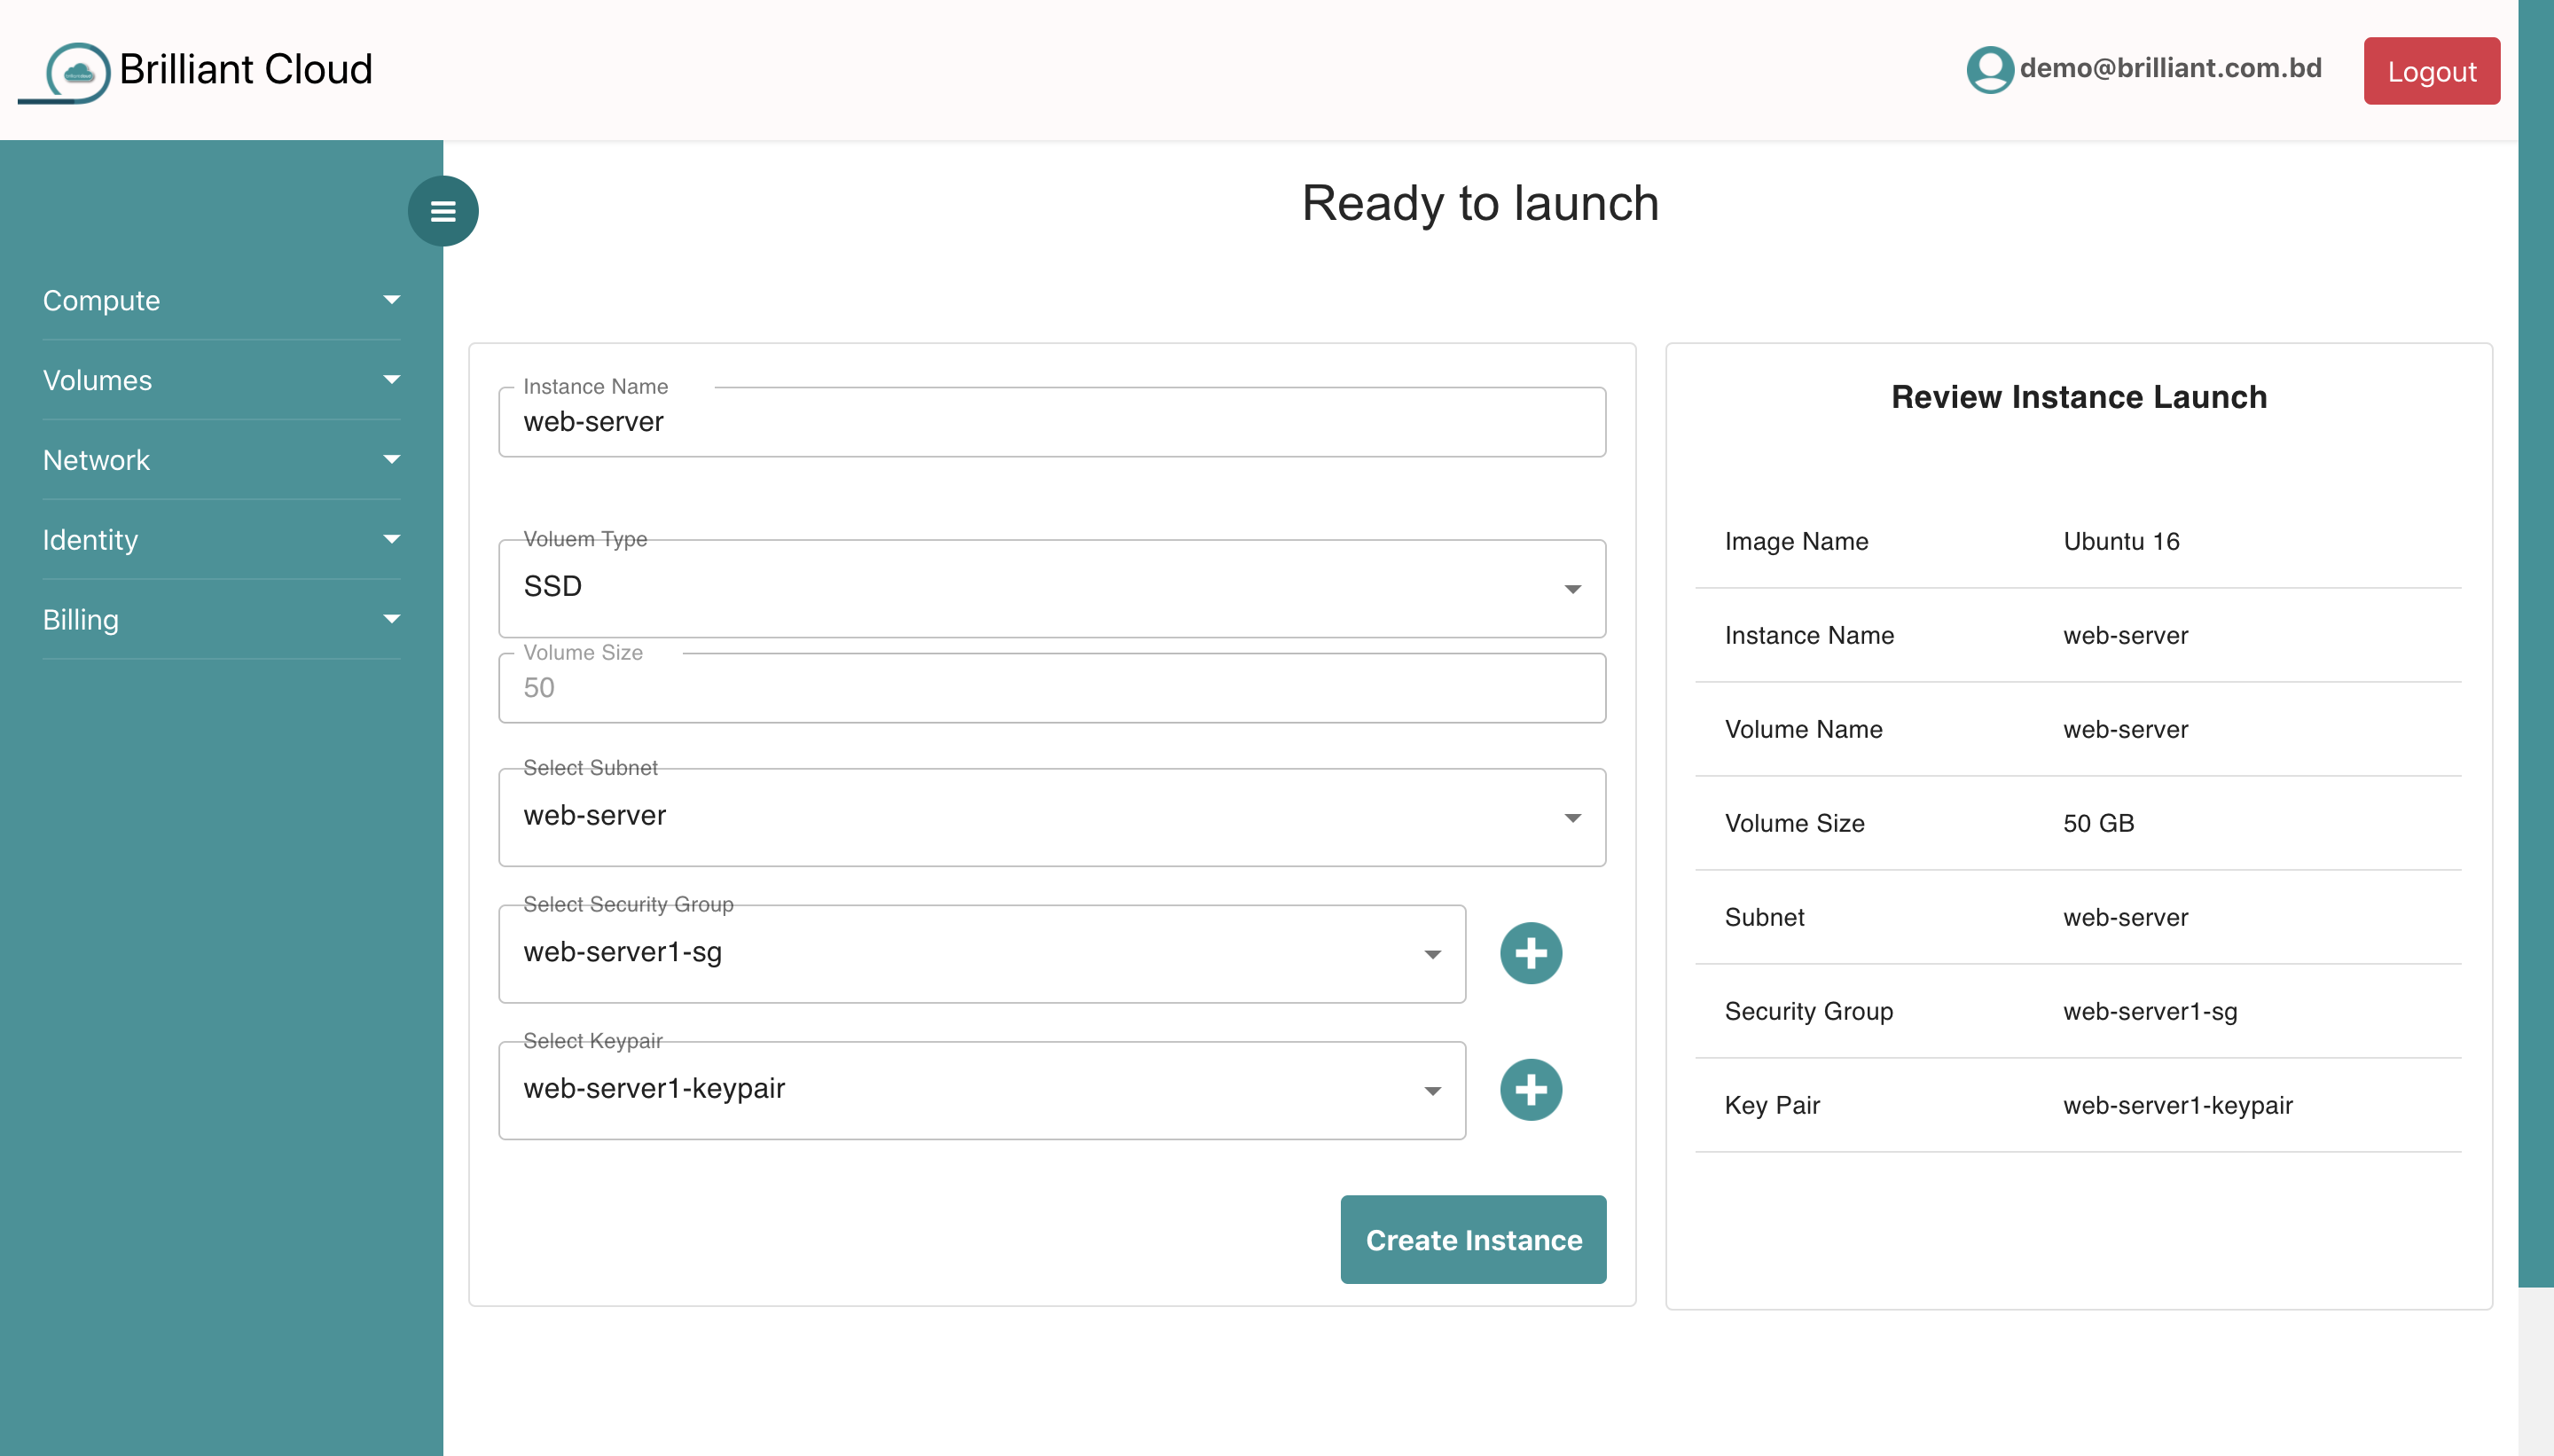 Brilliant Cloud
demo@brilliant.com.bd
Logout
Compute
Volumes
Network
Identity
Billing
Ready to launch
Instance Name
web-server
Voluem Type
SSD
Volume Size
50
Select Subnet
web-server
Select Security Group
web-server1-sg
Select Keypair
web-server1-keypair
Create Instance
Review Instance Launch
Image Name Ubuntu 16
Instance Name web-server
Volume Name web-server
Volume Size 50 GB
Subnet web-server
Security Group web-server1-sg
Key Pair web-server1-keypair